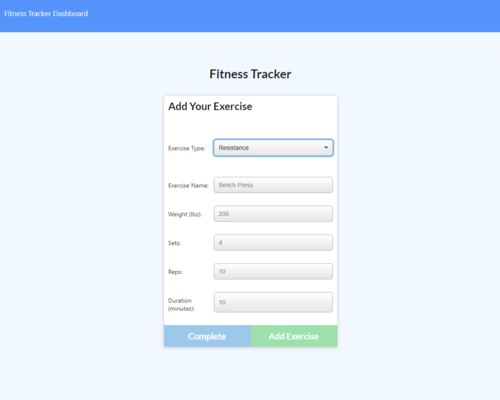 Fitness Tracker Dashboard
Fitness Tracker
Add Your Exercise
Exercise Type: Resistance
Exercise Name: Bench Press
Weight (lbs): 200
Sets: 4
Reps: 10
Duration
(minutes): 10
Complete Add Exercise